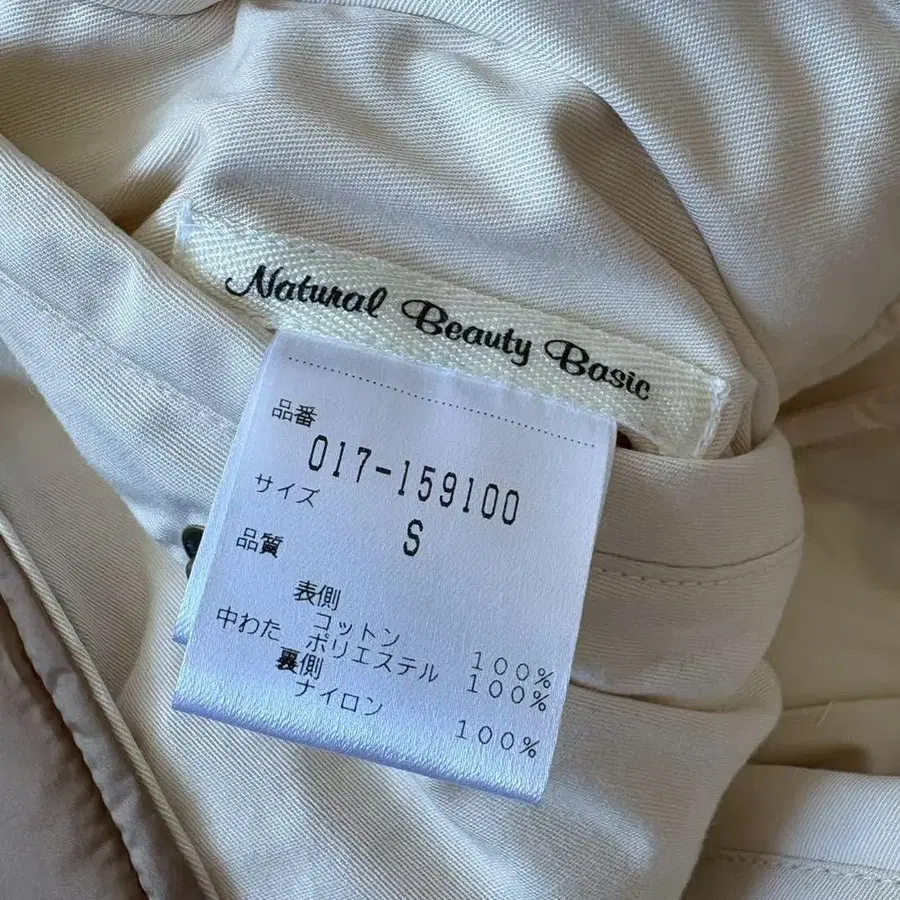 Natural Beauty Basic
品番
017-159100
サイズ
S
品質
表側
コットン 100%
中わた ポリエステル 100%
裏側
ナイロン 100%